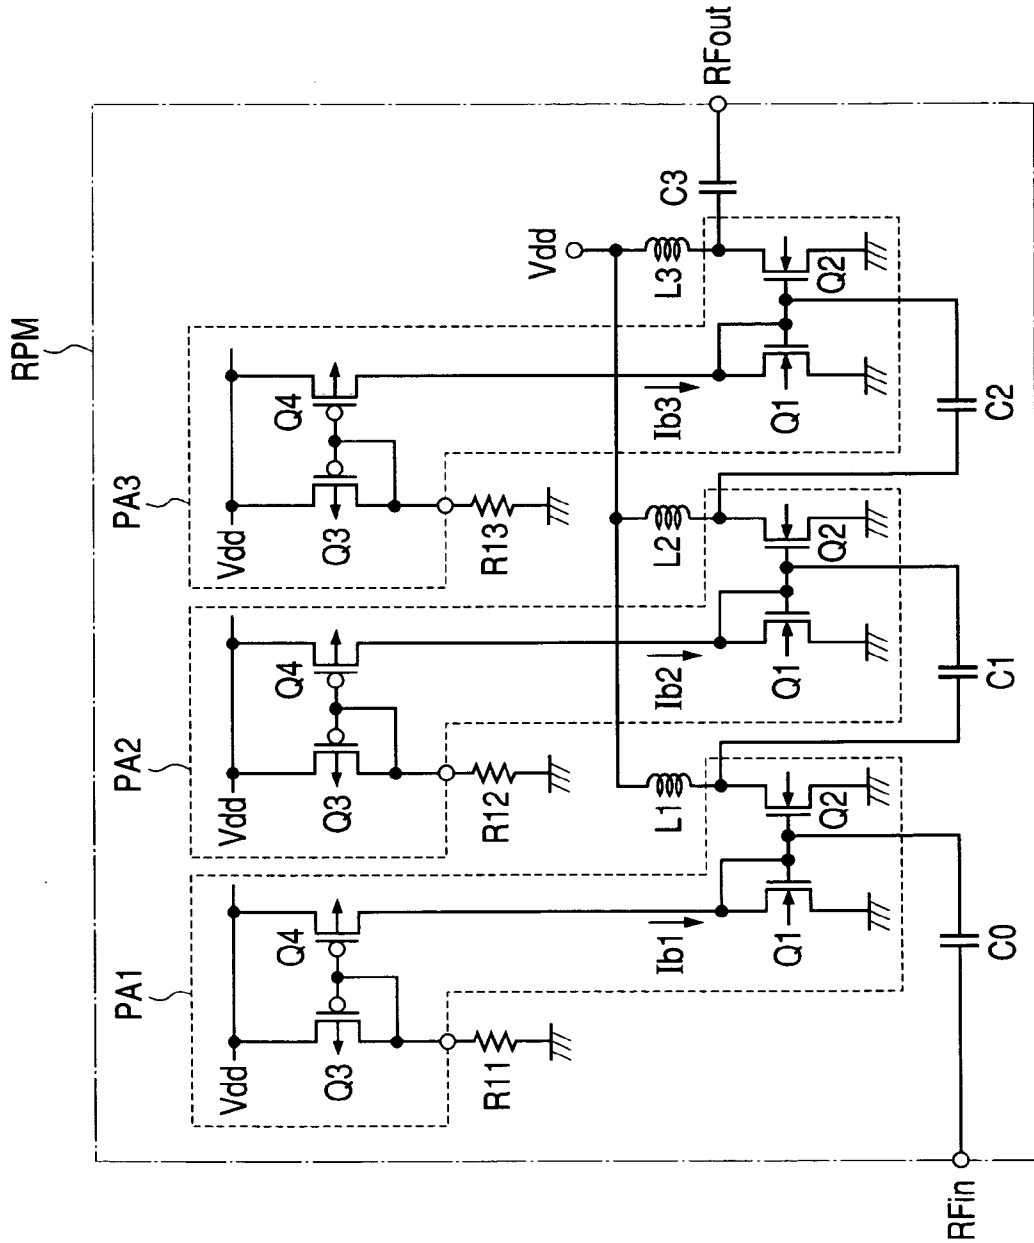 RPM
PA1
PA2
PA3
Vdd
Q3
Q4
R11
Vdd
Q3
Q4
R12
Vdd
Q3
Q4
R13
Vdd
L1
L2
L3
C3
RFout
Ib1
Q1
Q2
Ib2
Q1
Q2
Ib3
Q1
Q2
C0
C1
C2
RFin